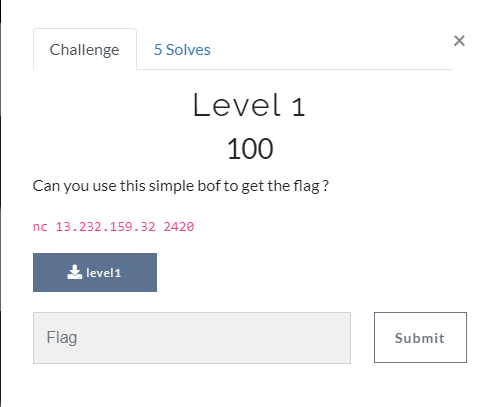 Challenge 5 Solves ×
Level 1
100
Can you use this simple bof to get the flag ?
nc 13.232.159.32 2420
level1
Flag Submit